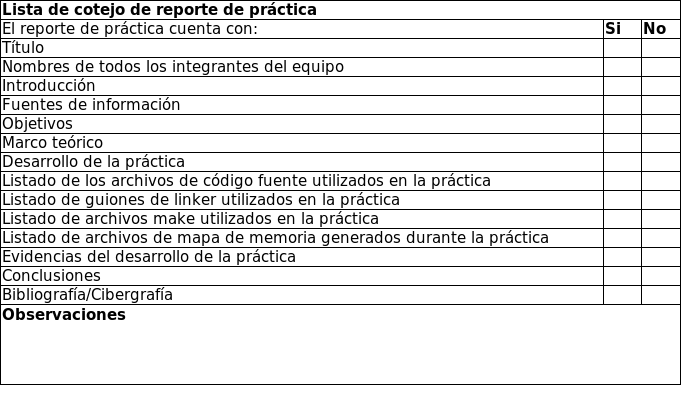 Lista de cotejo de reporte de práctica
El reporte de práctica cuenta con: Si No
Título
Nombres de todos los integrantes del equipo
Introducción
Fuentes de información
Objetivos
Marco teórico
Desarrollo de la práctica
Listado de los archivos de código fuente utilizados en la práctica
Listado de guiones de linker utilizados en la práctica
Listado de archivos make utilizados en la práctica
Listado de archivos de mapa de memoria generados durante la práctica
Evidencias del desarrollo de la práctica
Conclusiones
Bibliografía/Cibergrafía
Observaciones